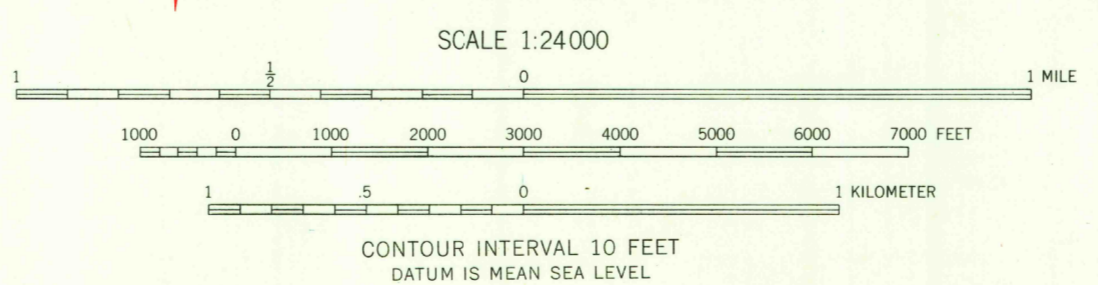 SCALE 1:24000
1 1/2 0 1 MILE
1000 0 1000 2000 3000 4000 5000 6000 7000 FEET
1 .5 0 1 KILOMETER
CONTOUR INTERVAL 10 FEET
DATUM IS MEAN SEA LEVEL